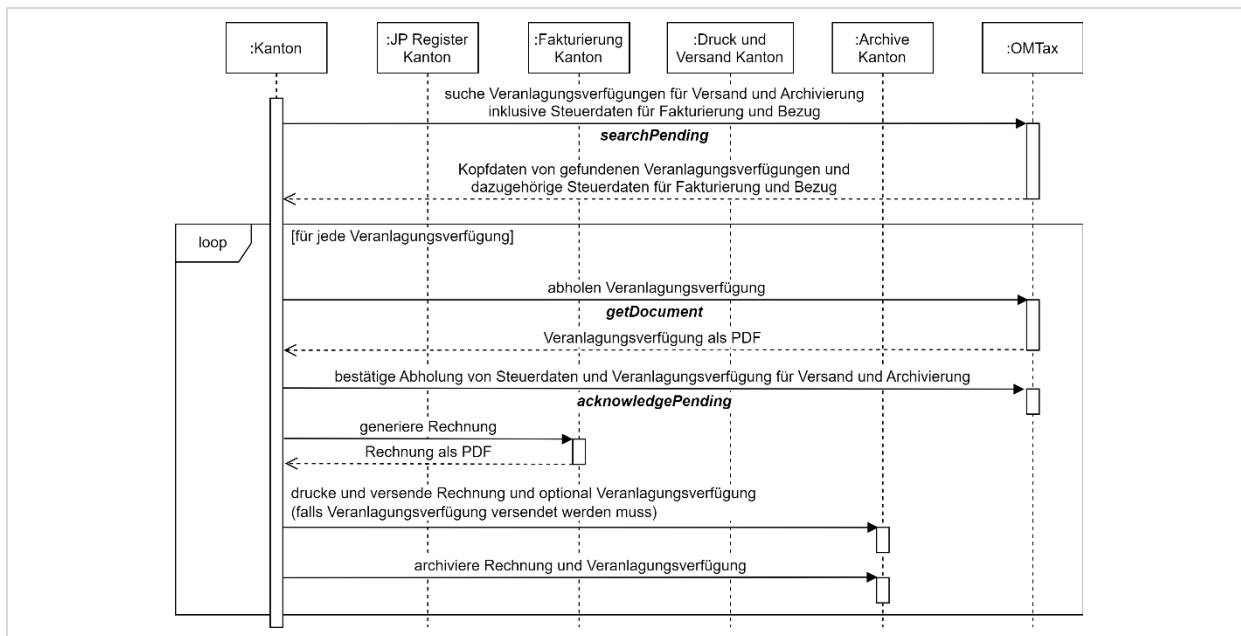 :Kanton
:JP Register
Kanton
:Fakturierung
Kanton
:Druck und
Versand Kanton
:Archive
Kanton
:OMTax
suche Veranlagungsverfügungen für Versand und Archivierung
inklusive Steuerdaten für Fakturierung und Bezug
searchPending
Kopfdaten von gefundenen Veranlagungsverfügungen und
dazugehörige Steuerdaten für Fakturierung und Bezug
loop
[für jede Veranlagungsverfügung]
abholen Veranlagungsverfügung
getDocument
Veranlagungsverfügung als PDF
bestätige Abholung von Steuerdaten und Veranlagungsverfügung für Versand und Archivierung
acknowledgePending
generiere Rechnung
Rechnung als PDF
drucke und versende Rechnung und optional Veranlagungsverfügung
(falls Veranlagungsverfügung versendet werden muss)
archiviere Rechnung und Veranlagungsverfügung